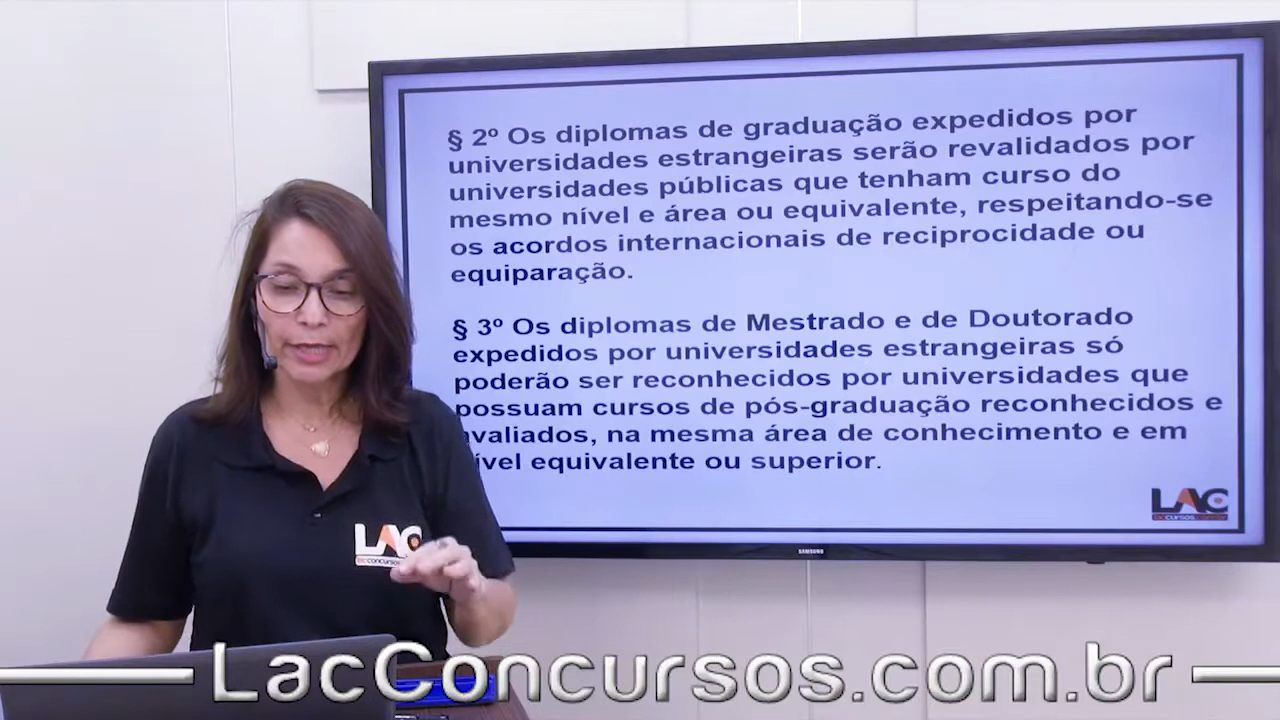 § 2º Os diplomas de graduação expedidos por
universidades estrangeiras serão revalidados por
universidades públicas que tenham curso do
mesmo nível e área ou equivalente, respeitando-se
os acordos internacionais de reciprocidade ou
equiparação.
§ 3º Os diplomas de Mestrado e de Doutorado
expedidos por universidades estrangeiras só
poderão ser reconhecidos por universidades que
possuam cursos de pós-graduação reconhecidos e
avaliados, na mesma área de conhecimento e em
nível equivalente ou superior.
LAC
SAMSUNG
LAC
LacConcursos.com.br